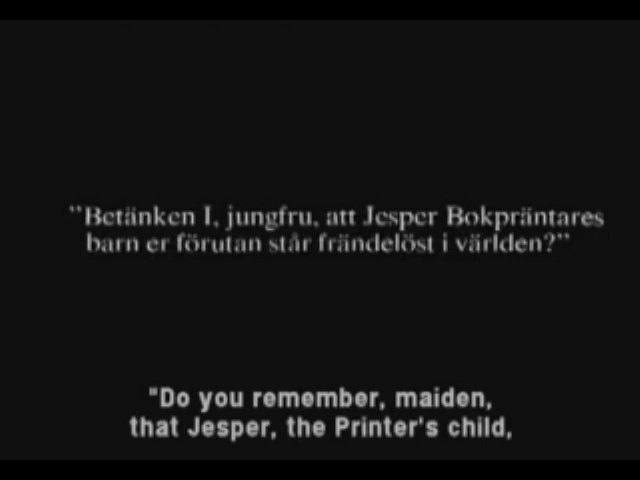 "Betänken I, jungfru, att Jesper Bokpräntares
barn er förutan står frändelöst i världen?"
"Do you remember, maiden,
that Jesper, the Printer's child,